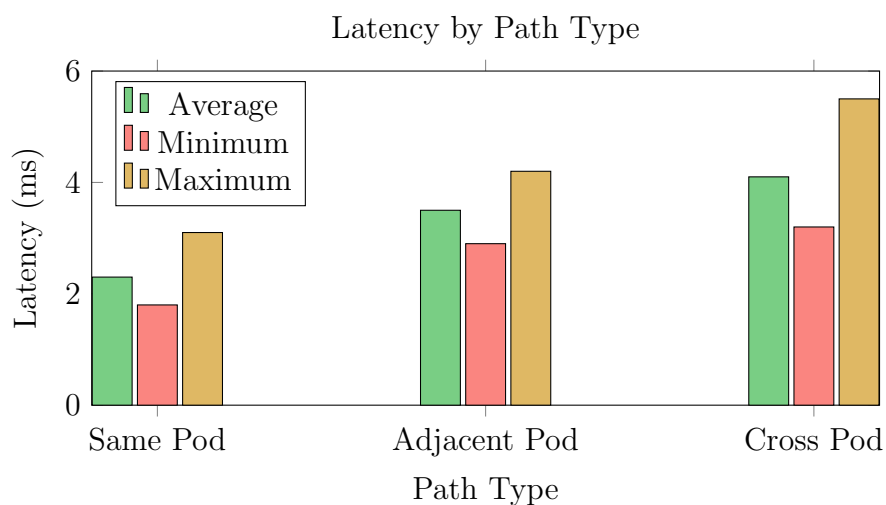 Latency by Path Type
6
4
2
0
Latency (ms)
Average
Minimum
Maximum
Same Pod
Adjacent Pod
Cross Pod
Path Type